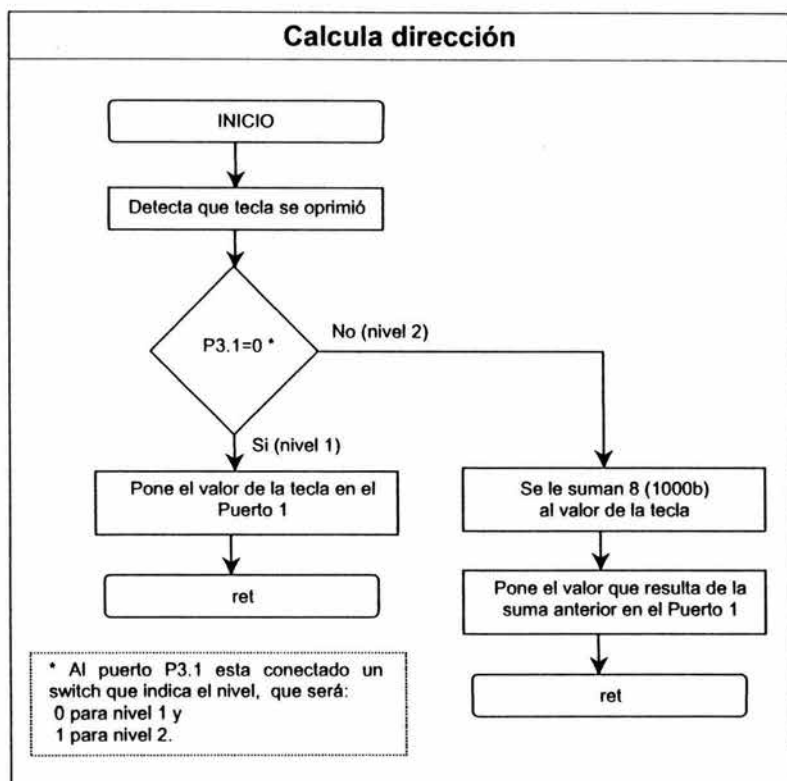 Calcula dirección
INICIO
Detecta que tecla se oprimió
P3.1=0 *
No (nivel 2)
Si (nivel 1)
Pone el valor de la tecla en el
Puerto 1
ret
Se le suman 8 (1000b)
al valor de la tecla
Pone el valor que resulta de la
suma anterior en el Puerto 1
ret
* Al puerto P3.1 esta conectado un
switch que indica el nivel, que será:
0 para nivel 1 y
1 para nivel 2.